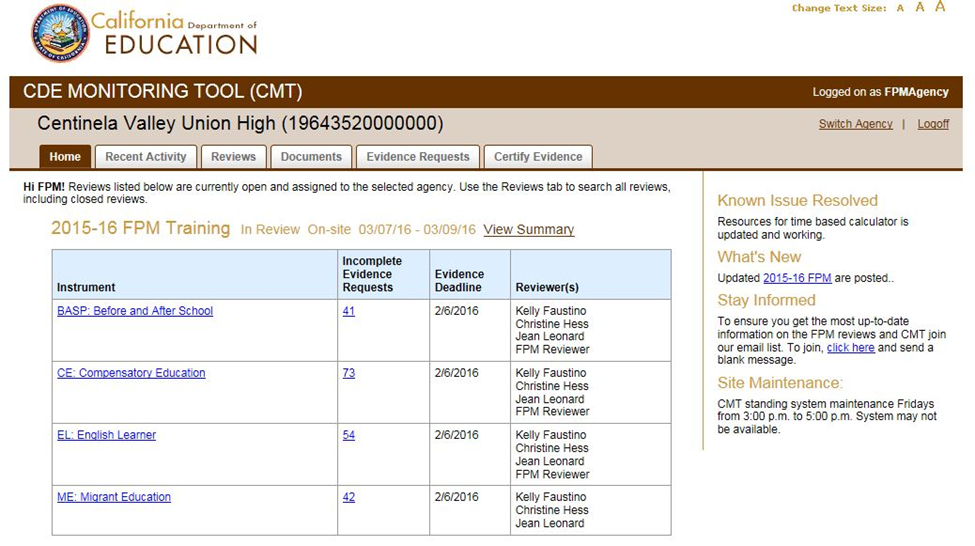 Change Text Size: A A A
California Department of
EDUCATION
CDE MONITORING TOOL (CMT)
Logged on as FPMAgency
Centinela Valley Union High (19643520000000)
Switch Agency | Logoff
Home Recent Activity Reviews Documents Evidence Requests Certify Evidence
Hi FPM! Reviews listed below are currently open and assigned to the selected agency. Use the Reviews tab to search all reviews,
including closed reviews.
2015-16 FPM Training In Review On-site 03/07/16 - 03/09/16 View Summary
Instrument
Incomplete
Evidence
Requests
Evidence
Deadline
Reviewer(s)
BASP: Before and After School
41
2/6/2016
Kelly Faustino
Christine Hess
Jean Leonard
FPM Reviewer
CE: Compensatory Education
73
2/6/2016
Kelly Faustino
Christine Hess
Jean Leonard
FPM Reviewer
EL: English Learner
54
2/6/2016
Kelly Faustino
Christine Hess
Jean Leonard
FPM Reviewer
ME: Migrant Education
42
2/6/2016
Kelly Faustino
Christine Hess
Jean Leonard
Known Issue Resolved
Resources for time based calculator is
updated and working.
What's New
Updated 2015-16 FPM are posted..
Stay Informed
To ensure you get the most up-to-date
information on the FPM reviews and CMT join
our email list. To join, click here and send a
blank message.
Site Maintenance:
CMT standing system maintenance Fridays
from 3:00 p.m. to 5:00 p.m. System may not
be available.